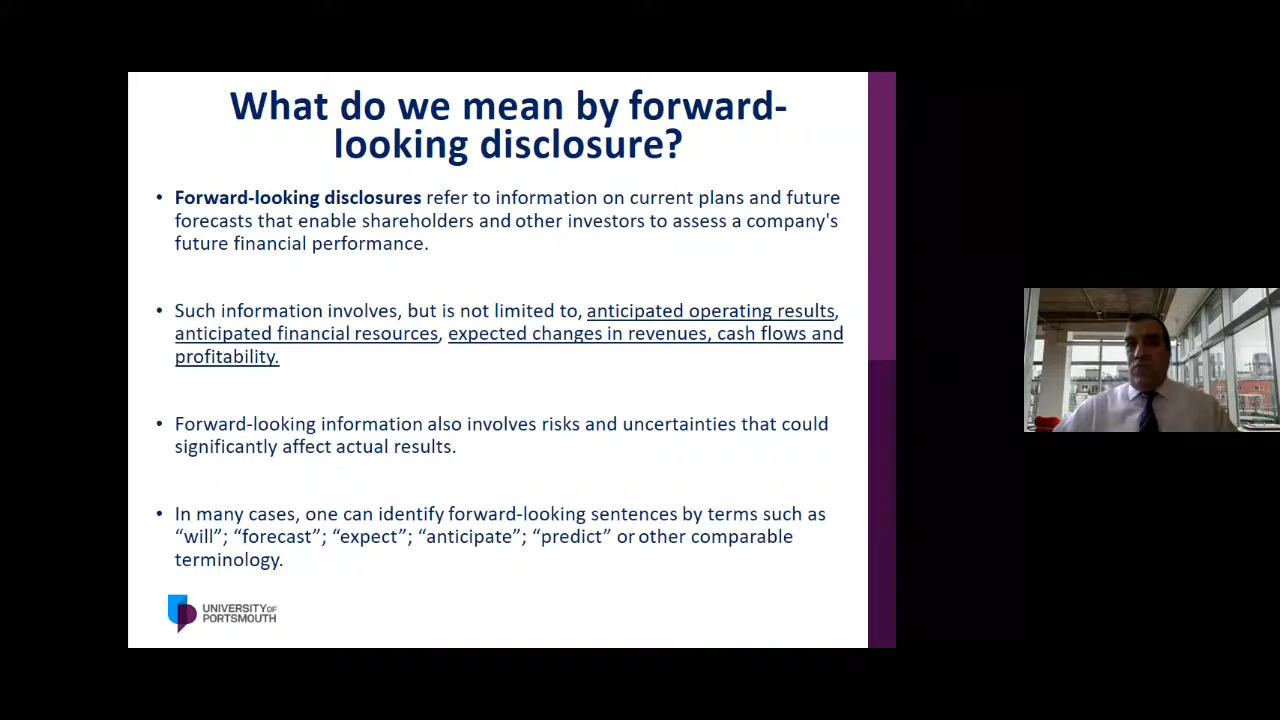 What do we mean by forward-
looking disclosure?
• Forward-looking disclosures refer to information on current plans and future
forecasts that enable shareholders and other investors to assess a company's
future financial performance.
• Such information involves, but is not limited to, anticipated operating results,
anticipated financial resources, expected changes in revenues, cash flows and
profitability.
• Forward-looking information also involves risks and uncertainties that could
significantly affect actual results.
• In many cases, one can identify forward-looking sentences by terms such as
“will”; “forecast”; “expect”; “anticipate”; “predict” or other comparable
terminology.
UNIVERSITY OF
PORTSMOUTH